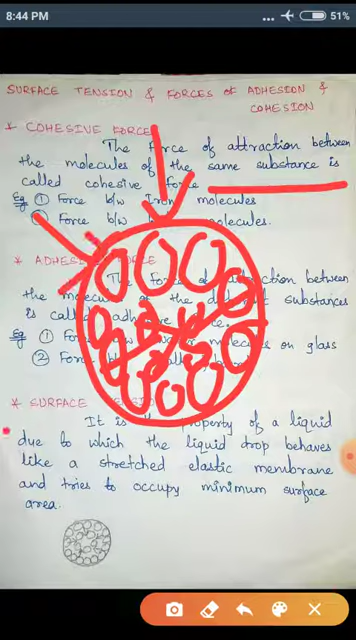 8:44 PM
51%
SURFACE TENSION & FORCES OF ADHESION &
COHESION
* COHESIVE FORCE
The Force of attraction between
the molecules of the same substance is
called cohesive force
Eg ① Force b/w Iron molecules
Force b/w molecules.
* ADHESIVE
The Force of attraction between
the molecules of the substances
is called adhesive
Eg ① Force molecules on glass
② Force
* SURFACE
It is the property of a liquid
due to which the liquid drop behaves
like a stretched elastic membrane
and tries to occupy minimum surface
area.